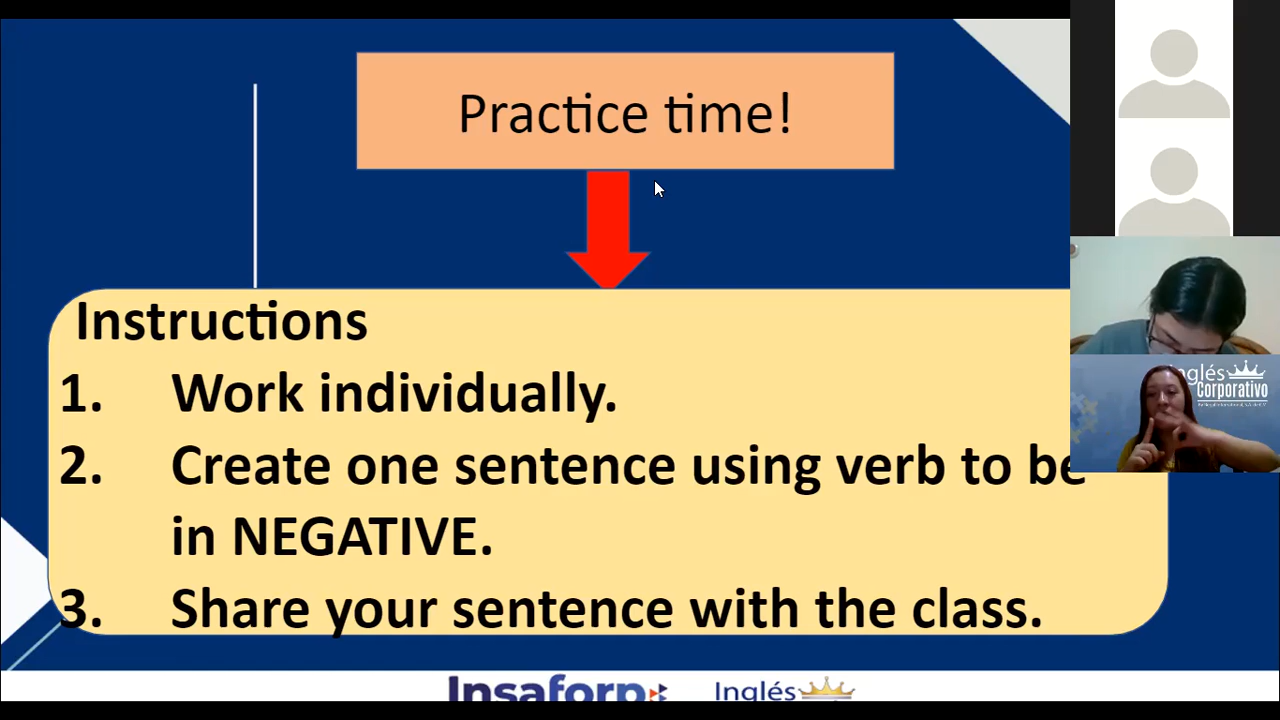 Practice time!
Instructions
1. Work individually.
2. Create one sentence using verb to be
in NEGATIVE.
3. Share your sentence with the class.
Inglés
Corporativo
Insaforp
Inglés